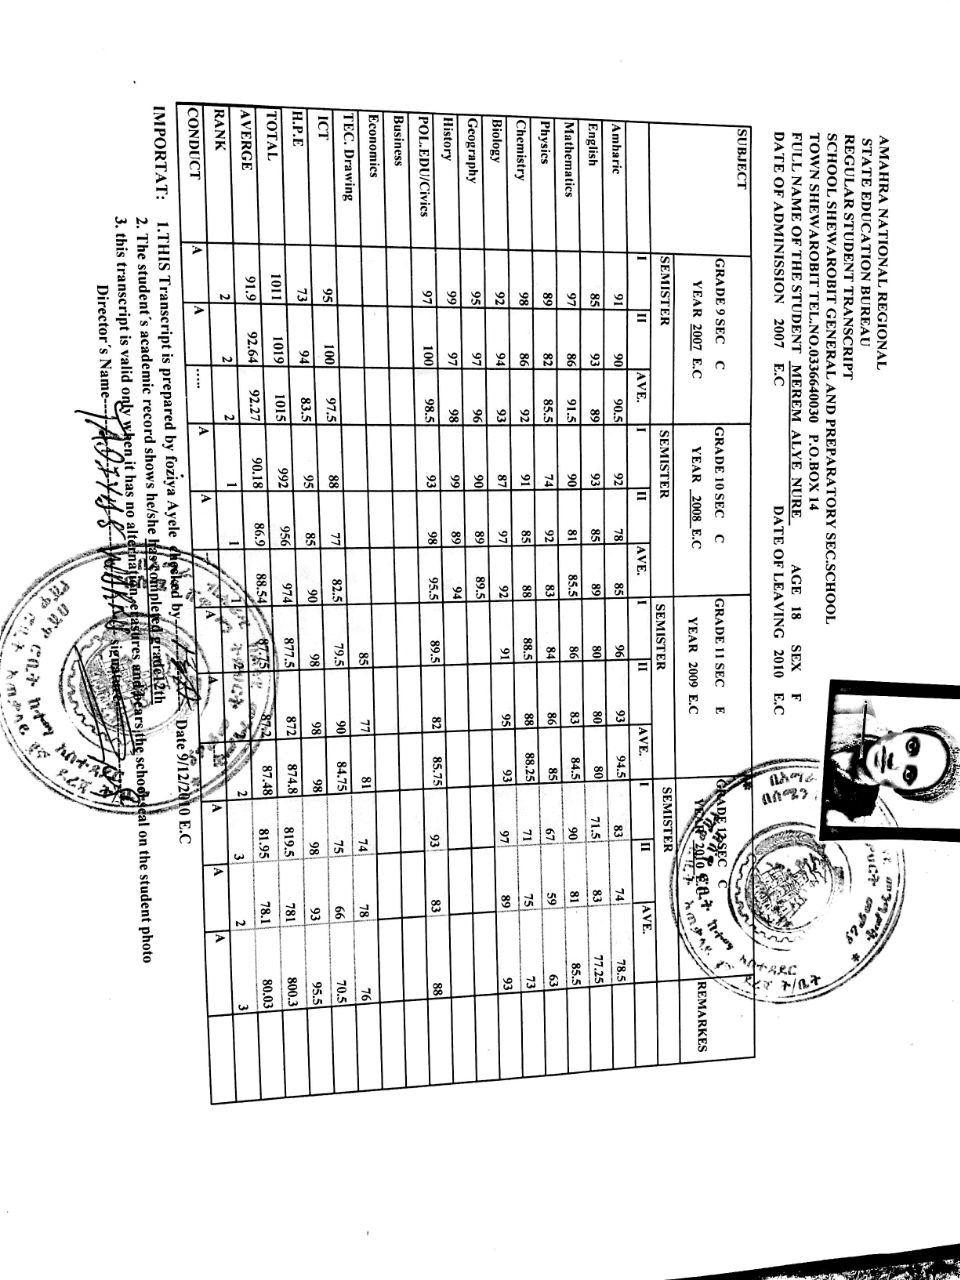 AMAHRA NATIONAL REGIONAL
STATE EDUCATION BUREAU
REGULAR STUDENT TRANSCRIPT
SCHOOL SHEWAROBIT GENERAL AND PREPARATORY SEC.SCHOOL
TOWN SHEWAROBIT TEL.NO.0336640030 P.O.BOX 14
FULL NAME OF THE STUDENT MEREM ALYE NURE AGE 18 SEX F
DATE OF ADMINISSION 2007 E.C DATE OF LEAVING 2010 E.C
SUBJECT
GRADE 9 SEC C GRADE 10 SEC C GRADE 11 SEC E GRADE 12 SEC C
YEAR 2007 E.C YEAR 2008 E.C YEAR 2009 E.C YEAR 2010 E.C REMARKES
SEMISTER SEMISTER SEMISTER SEMISTER
I II AVE. I II AVE. I II AVE. I II AVE.
Amharic 91 90 90.5 92 78 85 96 93 94.5 83 74 78.5
English 85 93 89 93 85 89 80 80 80 71.5 83 77.25
Mathematics 97 86 91.5 90 81 85.5 86 83 84.5 90 81 85.5
Physics 89 82 85.5 74 92 83 84 86 85 67 59 63
Chemistry 98 86 92 91 85 88 88.5 88 88.25 71 75 73
Biology 92 94 93 87 97 92 91 95 93 97 89 93
Geography 95 97 96 90 89 89.5
History 99 97 98 99 89 94
POL.EDU/Civics 97 100 98.5 93 98 95.5 89.5 82 85.75 93 83 88
Business
Economics
TEC. Drawing 85 77 81 74 78 76
ICT 95 100 97.5 88 77 82.5 79.5 90 84.75 75 66 70.5
H.P.E 73 94 83.5 95 85 90 98 98 98 98 93 95.5
TOTAL 1011 1019 1015 992 956 974 877.5 872 874.8 819.5 781 800.3
AVERGE 91.9 92.64 92.27 90.18 86.9 88.54 87.75 87.2 87.48 81.95 78.1 80.03
RANK 2 2 2 1 1 1 2 2 3 2 3
CONDUCT A A ..... A A A A A A A
IMPORTAT: 1.THIS Transcript is prepared by foziya Ayele checked by Date 9/12/2010 E.C
2. The student´s academic record shows he/she has completed grade12th
3. this transcript is valid only when it has no alternation, erasures and bears the school seal on the student photo
Director´s Name TADIYOS WORKU signature